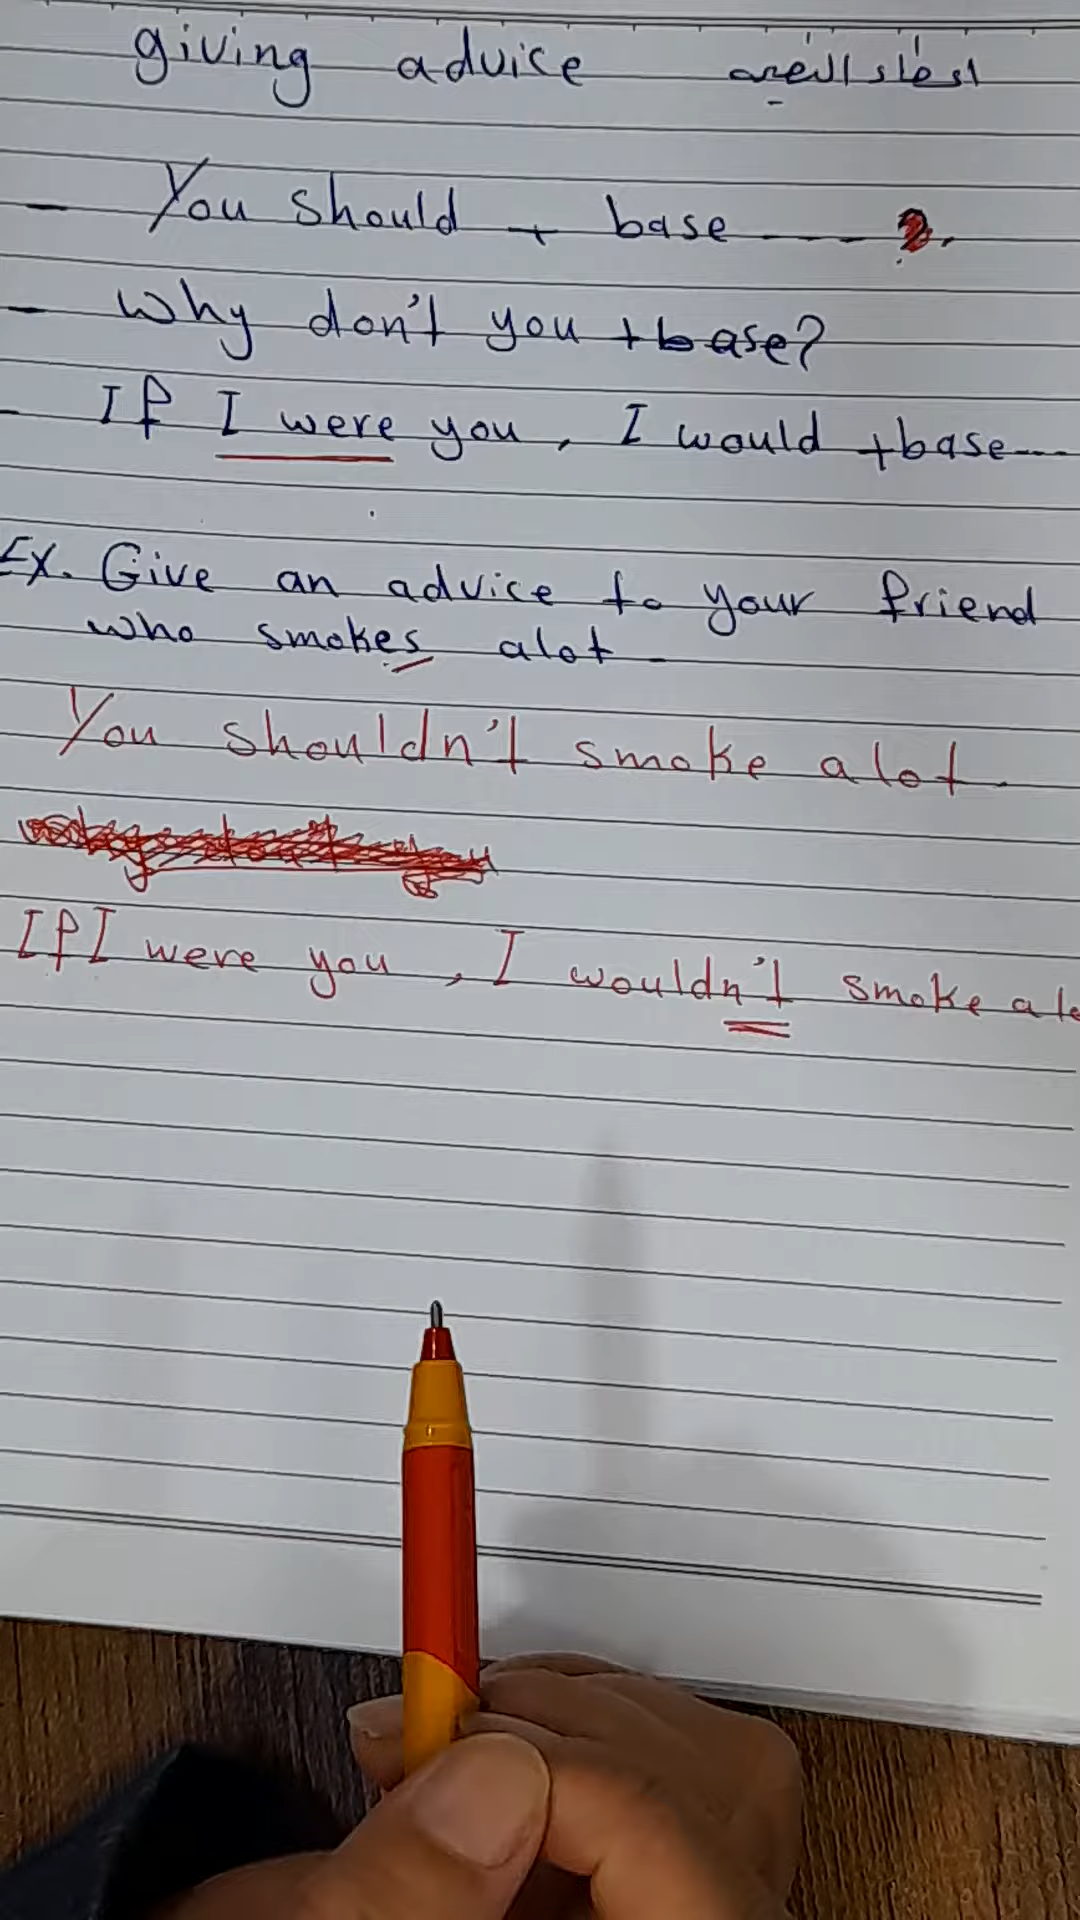 giving advice اعطاء النصيحة
- You should + base ---- .
- Why don't you + base?
- If I were you, I would + base---
Ex. Give an advice to your friend
who smokes alot
You shouldn't smoke alot.
If I were you, I wouldn't smoke alo